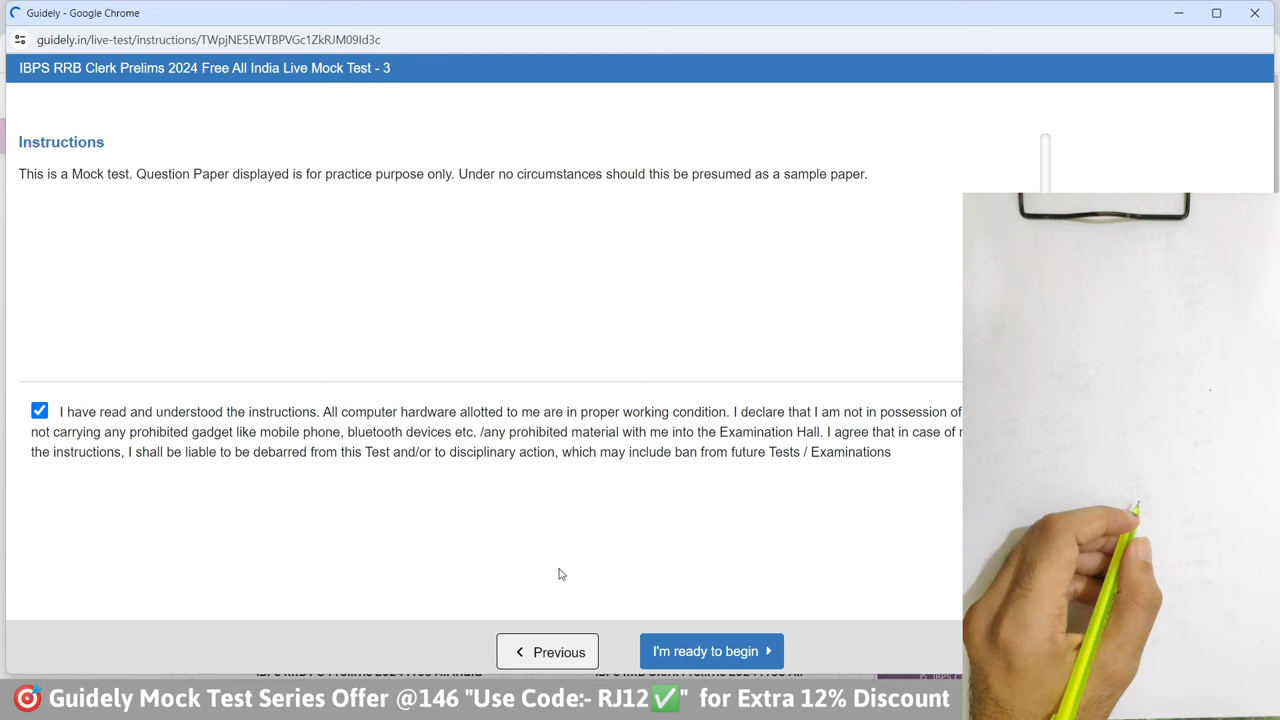 Guidely - Google Chrome
guidely.in/live-test/instructions/TWpjNE5EWTBPVGc1ZkRJM09Id3c
IBPS RRB Clerk Prelims 2024 Free All India Live Mock Test - 3
Instructions
This is a Mock test. Question Paper displayed is for practice purpose only. Under no circumstances should this be presumed as a sample paper.
I have read and understood the instructions. All computer hardware allotted to me are in proper working condition. I declare that I am not in possession of
not carrying any prohibited gadget like mobile phone, bluetooth devices etc. /any prohibited material with me into the Examination Hall. I agree that in case of
the instructions, I shall be liable to be debarred from this Test and/or to disciplinary action, which may include ban from future Tests / Examinations
Previous
I'm ready to begin
🎯 Guidely Mock Test Series Offer @146 "Use Code:- RJ12✅" for Extra 12% Discount